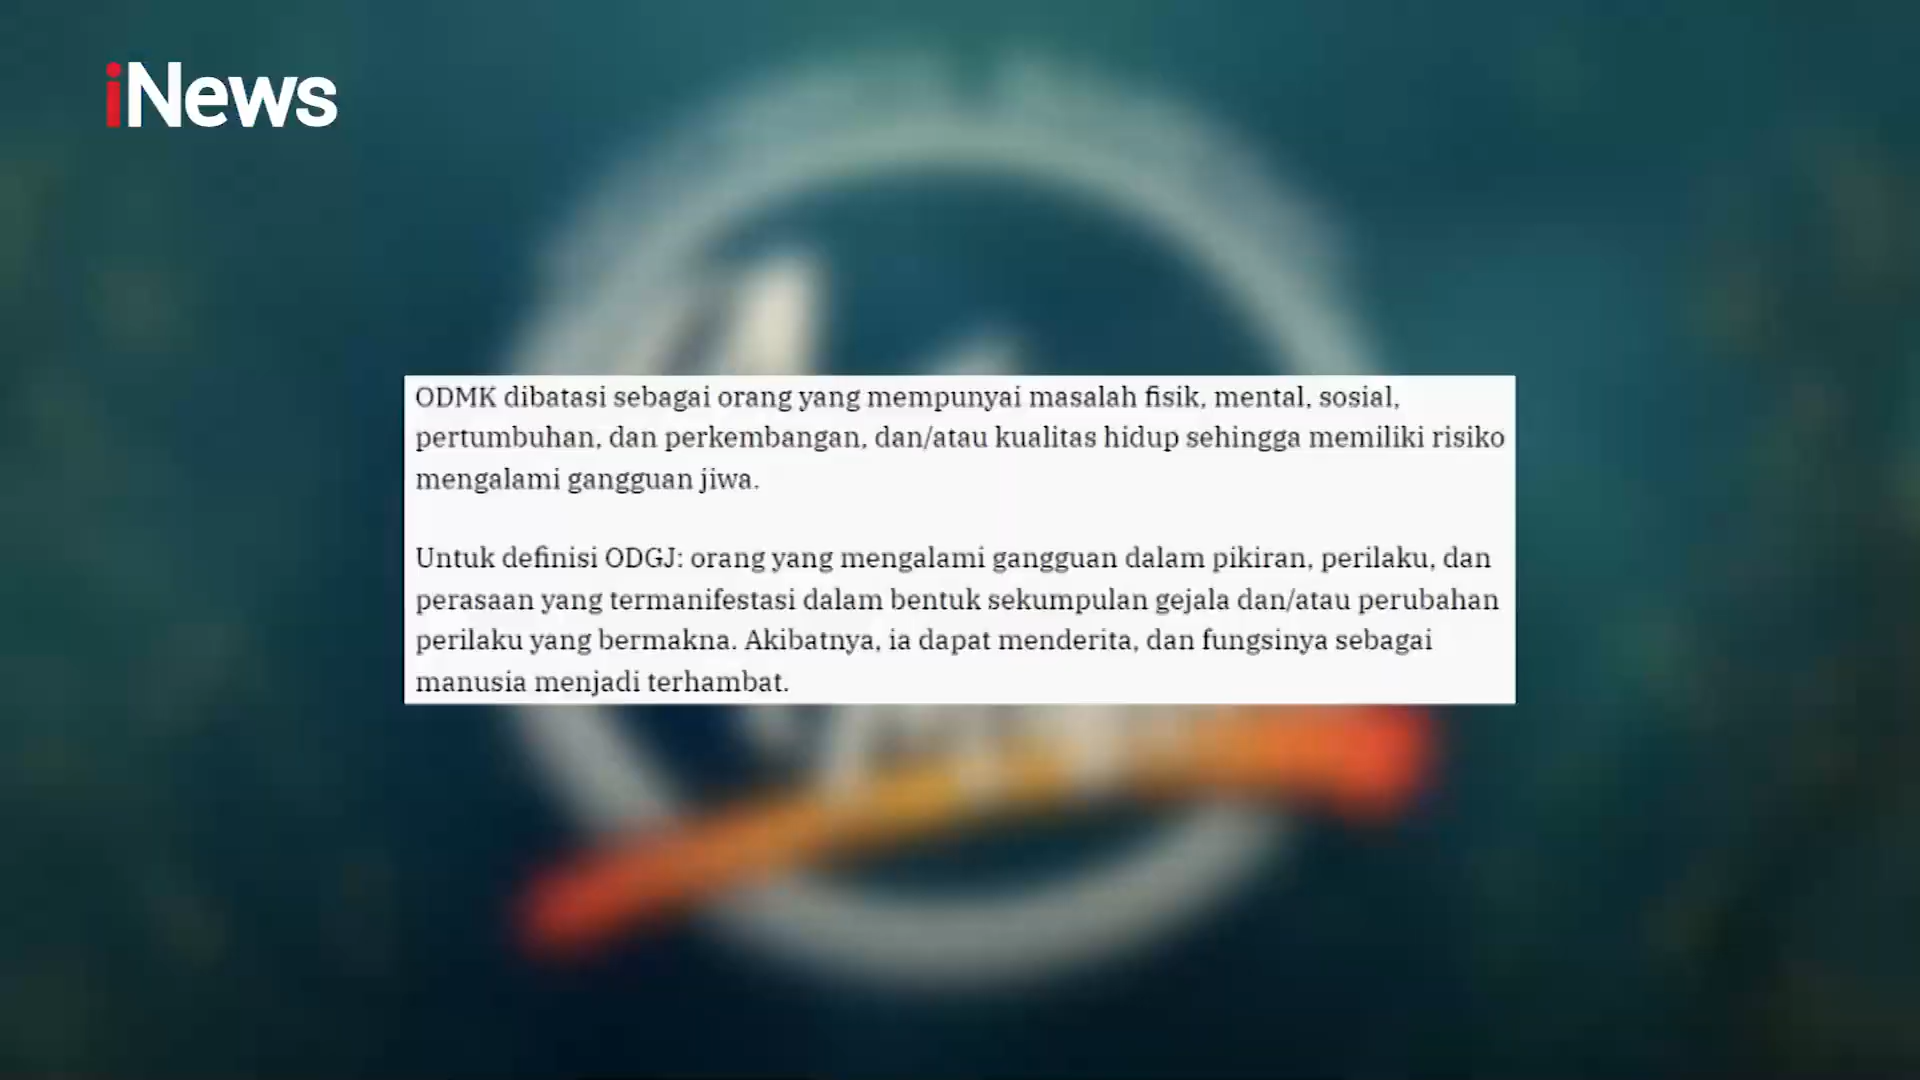 iNews
ODMK dibatasi sebagai orang yang mempunyai masalah fisik, mental, sosial,
pertumbuhan, dan perkembangan, dan/atau kualitas hidup sehingga memiliki risiko
mengalami gangguan jiwa.
Untuk definisi ODGJ: orang yang mengalami gangguan dalam pikiran, perilaku, dan
perasaan yang termanifestasi dalam bentuk sekumpulan gejala dan/atau perubahan
perilaku yang bermakna. Akibatnya, ia dapat menderita, dan fungsinya sebagai
manusia menjadi terhambat.